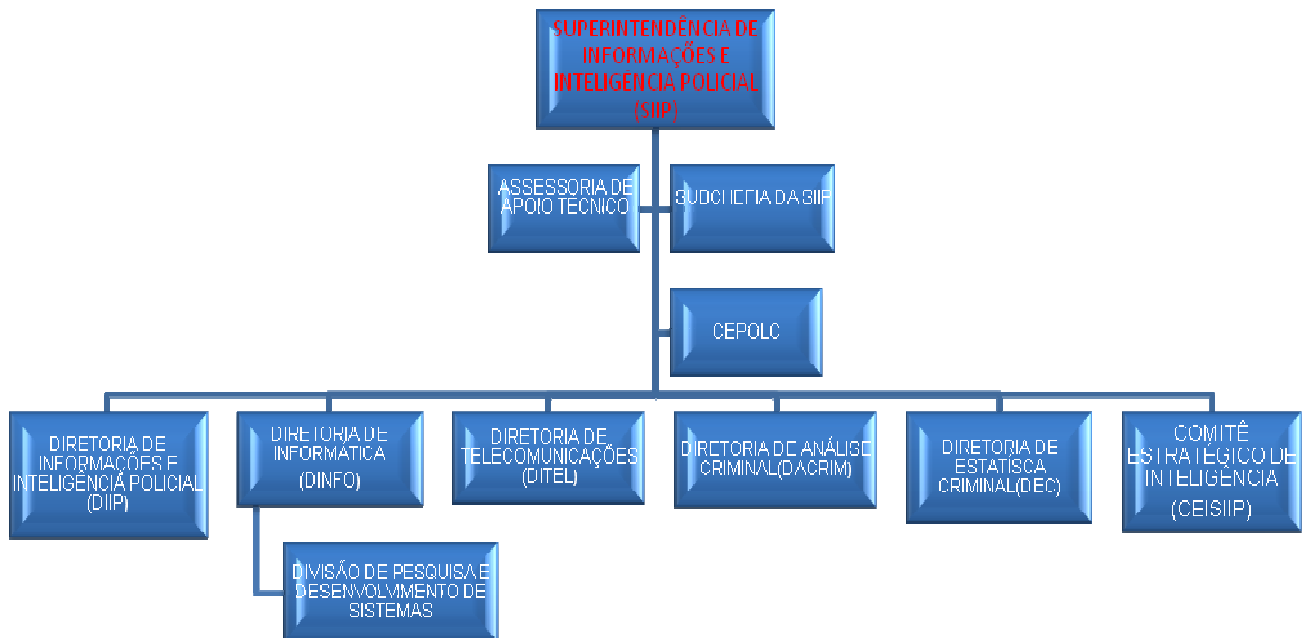 SUPERINTENDÊNCIA DE
INFORMAÇÕES E
INTELIGÊNCIA POLICIAL
(SIIP)
ASSESSORIA DE
APOIO TÉCNICO
SUBCHEFIA DA SIIP
CEPOLC
DIRETORIA DE
INFORMAÇÕES E
INTELIGÊNCIA POLICIAL
(DIIP)
DIRETORIA DE
INFORMÁTICA
(DINFO)
DIRETORIA DE
TELECOMUNICAÇÕES
(DITEL)
DIRETORIA DE ANÁLISE
CRIMINAL(DACRIM)
DIRETORIA DE
ESTATÍSCA
CRIMINAL(DEC)
COMITÊ
ESTRATÉGICO DE
INTELIGÊNCIA
(CEISIIP)
DIVISÃO DE PESQUISA E
DESENVOLVIMENTO DE
SISTEMAS